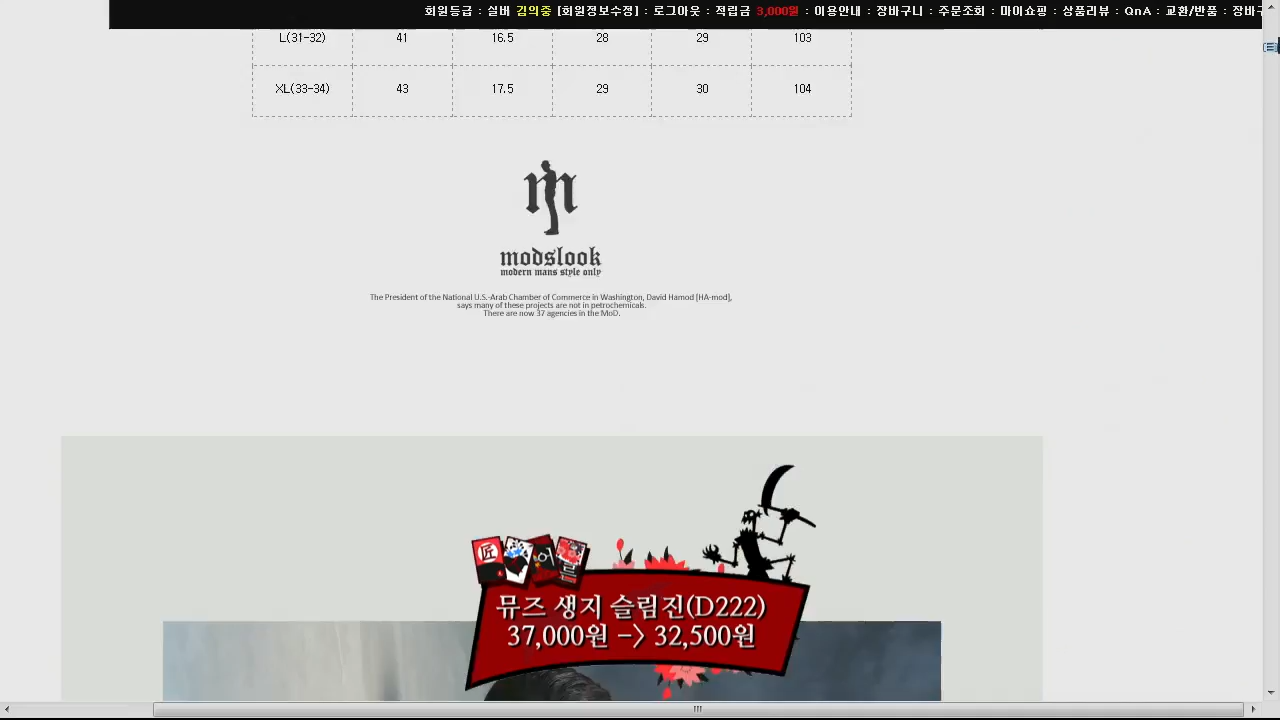 회원등급 : 실버 김의중 [회원정보수정] : 로그아웃 : 적립금 3,000원 : 이용안내 : 장바구니 : 주문조회 : 마이쇼핑 : 상품리뷰 : QnA : 교환/반품 : 장바구
L(31-32) 41 16.5 28 29 103
XL(33-34) 43 17.5 29 30 104
m
modslook
modern mans style only
The President of the National U.S.-Arab Chamber of Commerce in Washington, David Hamod [HA-mod],
says many of these projects are not in petrochemicals.
There are now 37 agencies in the MoD.
匠
어를
뮤즈 생지 슬림진(D222)
37,000원 -> 32,500원